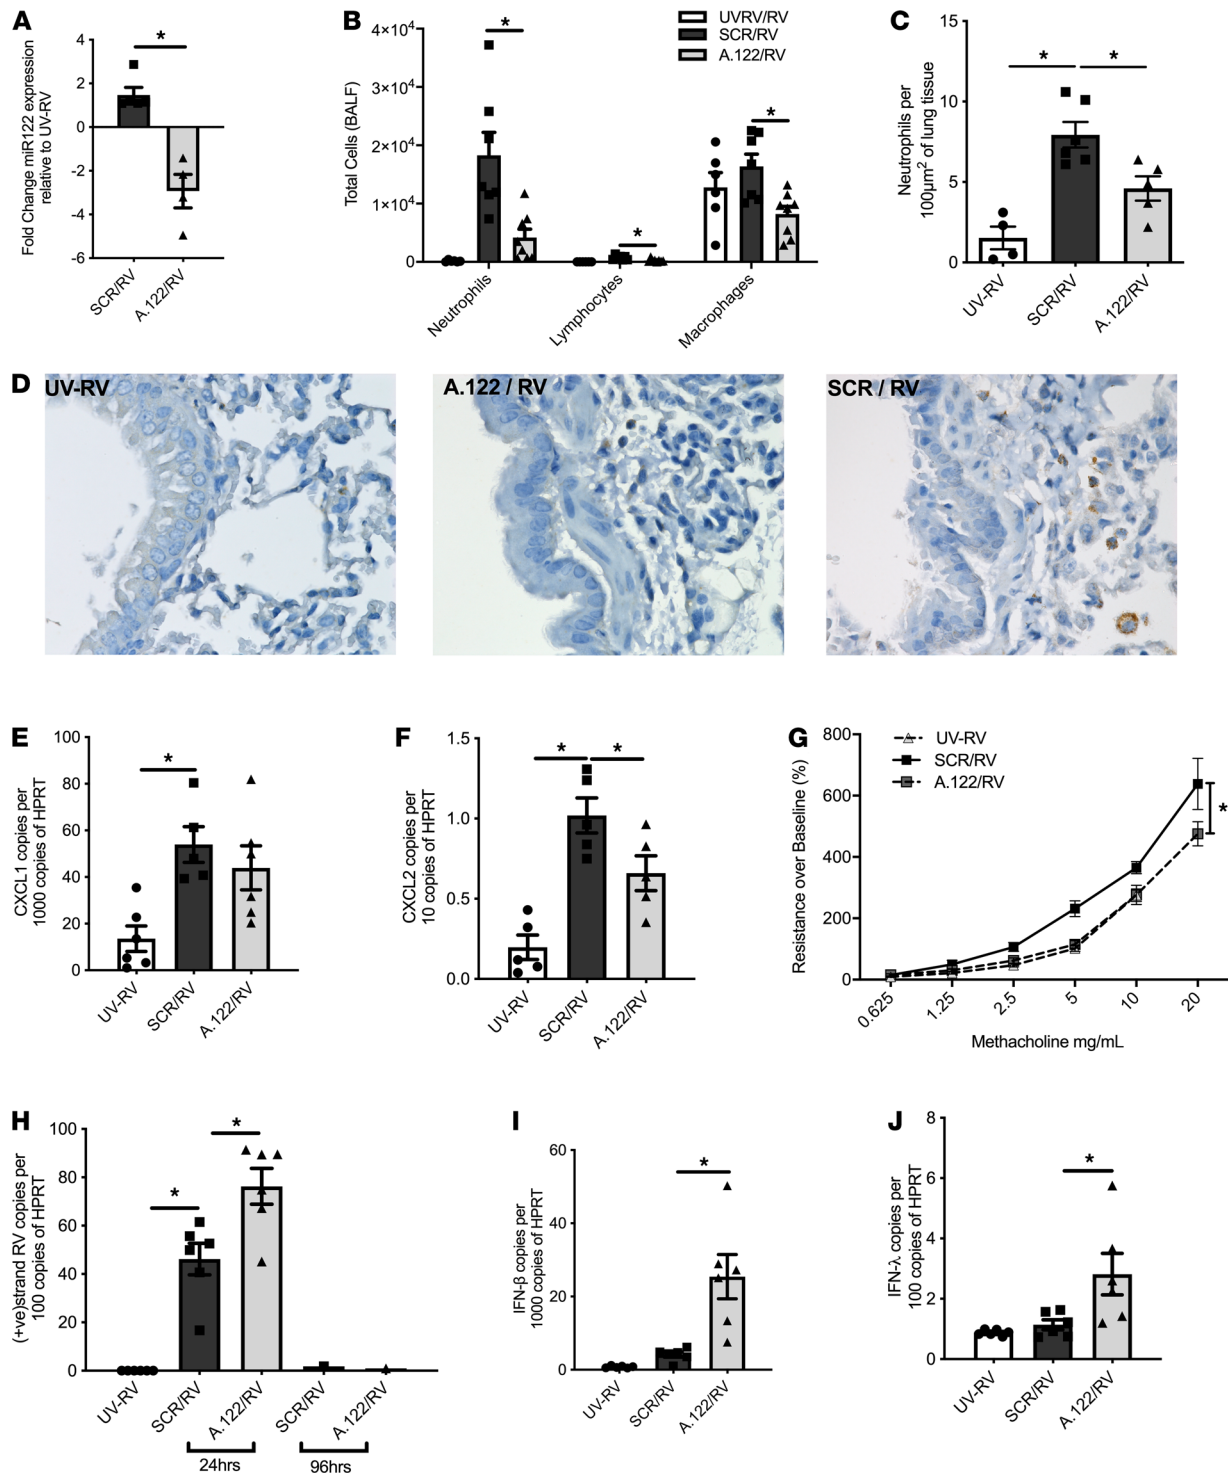 A
Fold Change miR122 expression
relative to UV-RV
4
2
0
-2
-4
-6
*
SCR/RV
A.122/RV
B
Total Cells (BALF)
4×10⁴
3×10⁴
2×10⁴
1×10⁴
0
*
*
*
UVRV/RV
SCR/RV
A.122/RV
Neutrophils
Lymphocytes
Macrophages
C
Neutrophils per
100µm² of lung tissue
15
10
5
0
*
*
UV-RV
SCR/RV
A.122/RV
D
UV-RV
A.122 / RV
SCR / RV
E
CXCL1 copies per
1000 copies of HPRT
100
80
60
40
20
0
*
UV-RV
SCR/RV
A.122/RV
F
CXCL2 copies per
10 copies of HPRT
1.5
1.0
0.5
0.0
*
*
UV-RV
SCR/RV
A.122/RV
G
Resistance over Baseline (%)
800
600
400
200
0
UV-RV
SCR/RV
A.122/RV
*
0.625
1.25
2.5
5
10
20
Methacholine mg/mL
H
(+ve)strand RV copies per
100 copies of HPRT
100
80
60
40
20
0
*
*
UV-RV
SCR/RV
A.122/RV
SCR/RV
A.122/RV
24hrs
96hrs
I
IFN-β copies per
1000 copies of HPRT
60
40
20
0
*
UV-RV
SCR/RV
A.122/RV
J
IFN-λ copies per
100 copies of HPRT
8
6
4
2
0
*
UV-RV
SCR/RV
A.122/RV